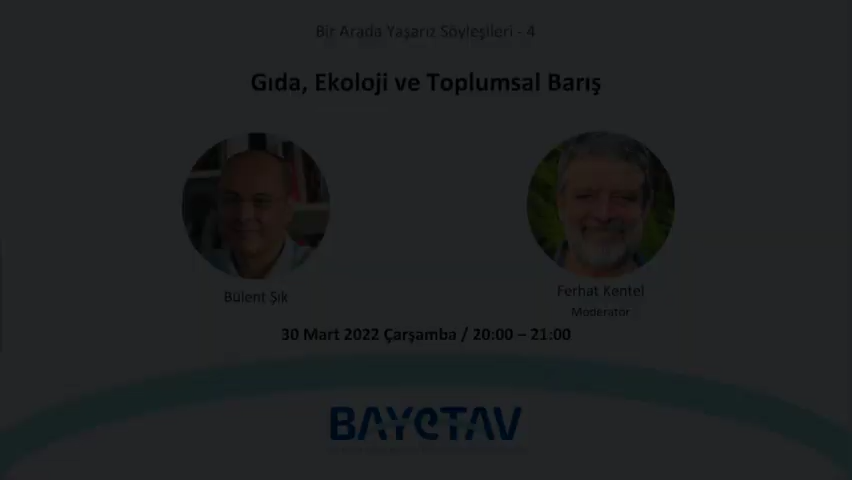 Bir Arada Yaşarız Söyleşileri - 4
Gıda, Ekoloji ve Toplumsal Barış
Bülent Şık
Ferhat Kentel
Moderatör
30 Mart 2022 Çarşamba / 20:00 – 21:00
BAYETAV